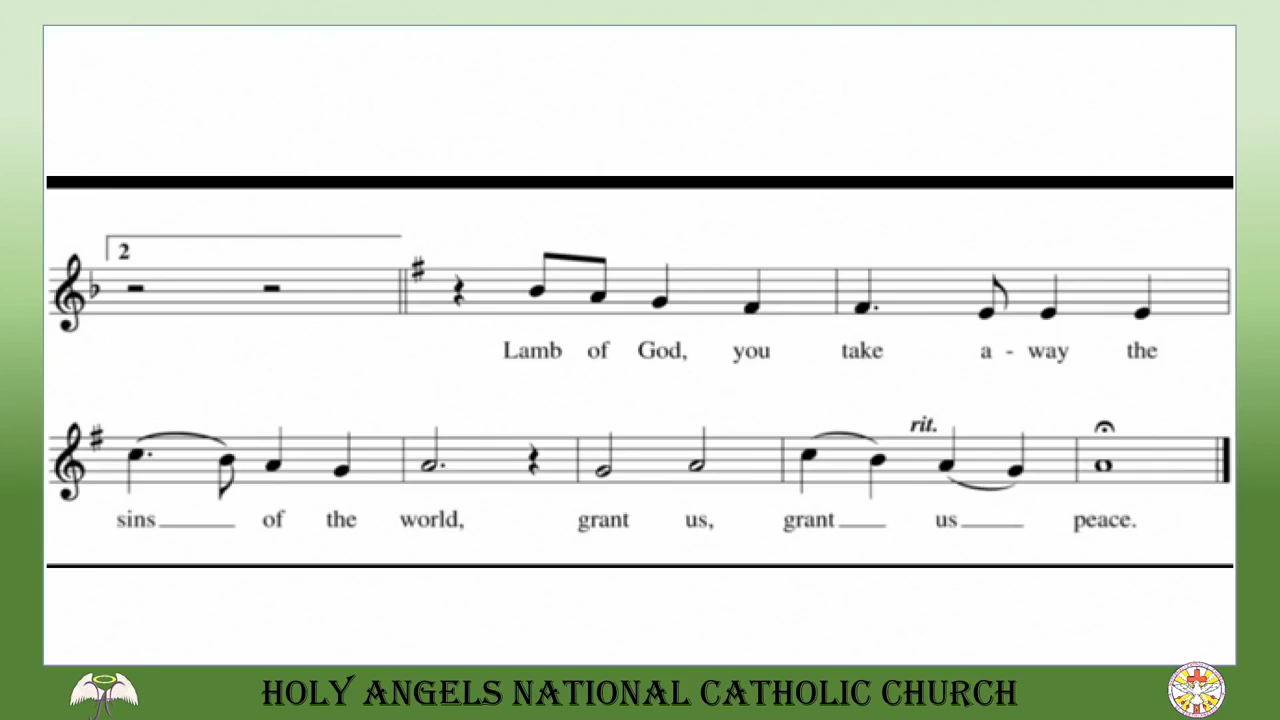 2
Lamb of God, you take a - way the
rit.
sins of the world, grant us, grant us peace.
HOLY ANGELS NATIONAL CATHOLIC CHURCH